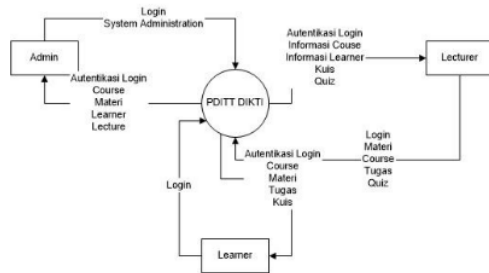 Login
System Administration
Admin
Autentikasi Login
Course
Materi
Learner
Lecture
PDITT DIKTI
Autentikasi Login
Informasi Couse
Informasi Learner
Kuis
Quiz
Lecturer
Login
Materi
Course
Tugas
Quiz
Autentikasi Login
Course
Materi
Tugas
Kuis
Login
Learner